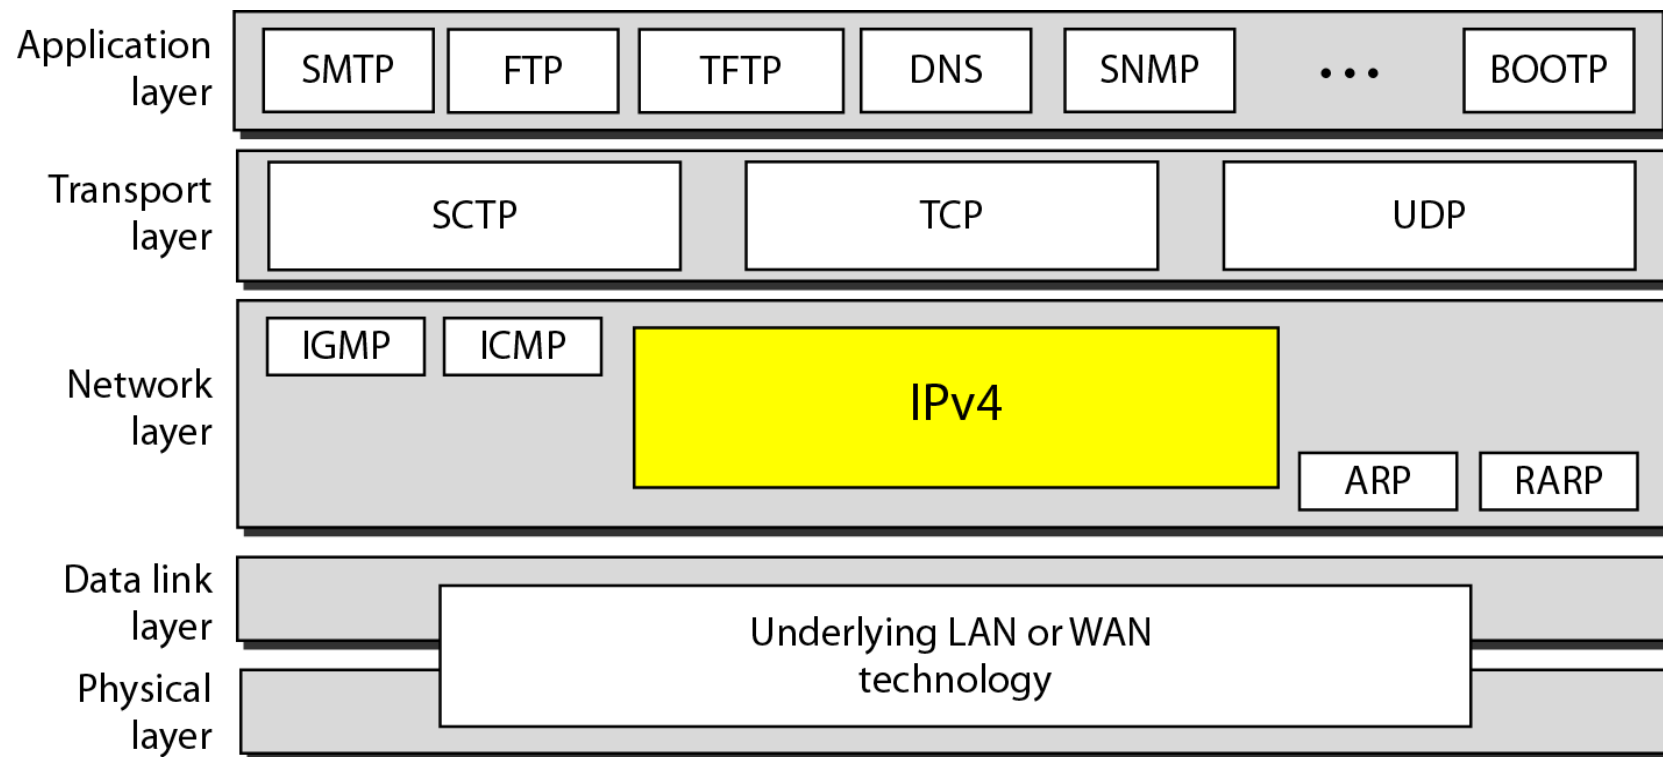 Application
layer
SMTP
FTP
TFTP
DNS
SNMP
...
BOOTP
Transport
layer
SCTP
TCP
UDP
Network
layer
IGMP
ICMP
IPv4
ARP
RARP
Data link
layer
Underlying LAN or WAN
technology
Physical
layer